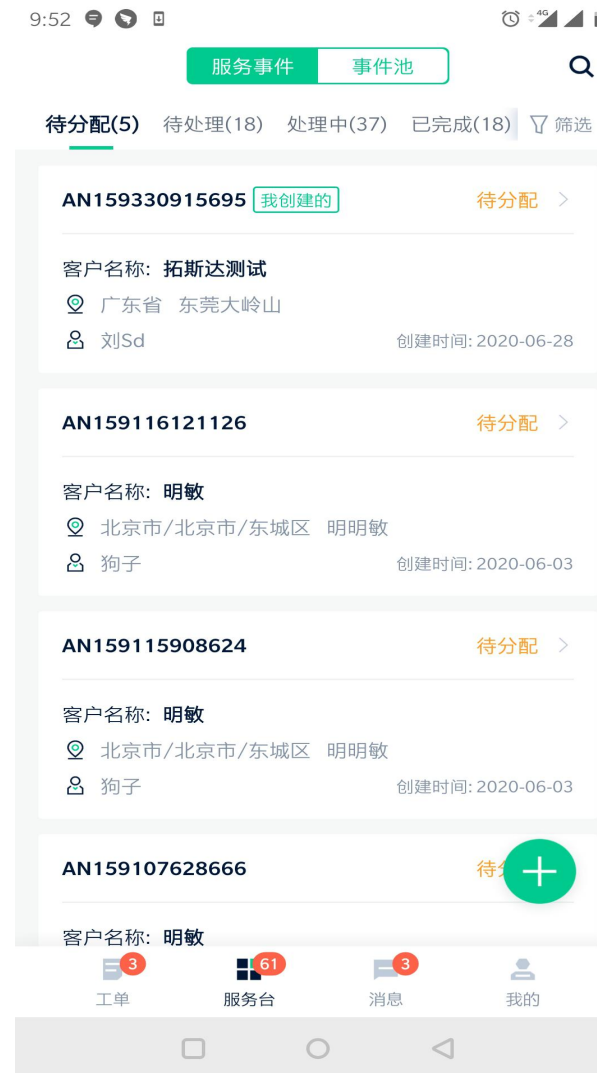 9:52 4G
服务事件 事件池
待分配(5) 待处理(18) 处理中(37) 已完成(18) 筛选
AN159330915695 我创建的 待分配
客户名称: 拓斯达测试
广东省 东莞大岭山
刘Sd 创建时间: 2020-06-28
AN159116121126 待分配
客户名称: 明敏
北京市/北京市/东城区 明明敏
狗子 创建时间: 2020-06-03
AN159115908624 待分配
客户名称: 明敏
北京市/北京市/东城区 明明敏
狗子 创建时间: 2020-06-03
AN159107628666 待
客户名称: 明敏
3 61 3
工单 服务台 消息 我的